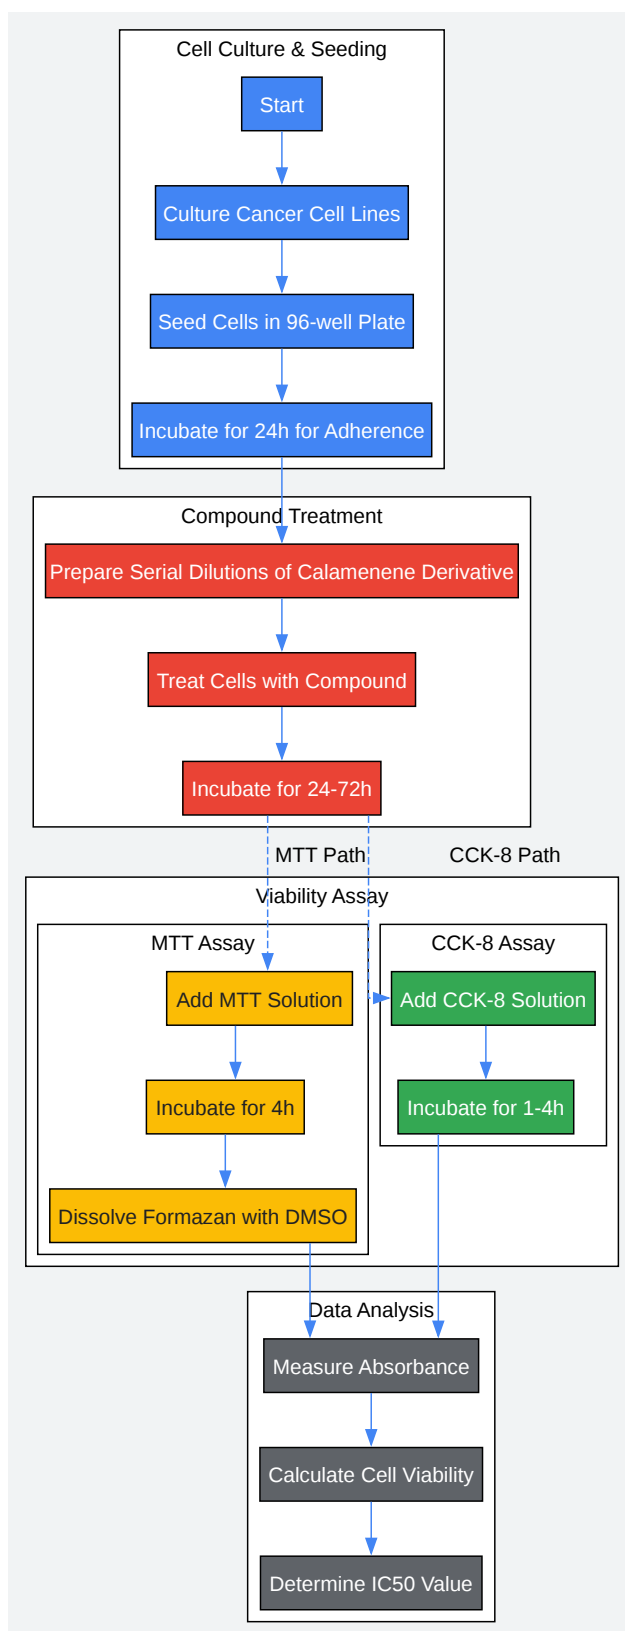 Cell Culture & Seeding
Start
Culture Cancer Cell Lines
Seed Cells in 96-well Plate
Incubate for 24h for Adherence
Compound Treatment
Prepare Serial Dilutions of Calamenene Derivative
Treat Cells with Compound
Incubate for 24-72h
MTT Path
CCK-8 Path
Viability Assay
MTT Assay
CCK-8 Assay
Add MTT Solution
Add CCK-8 Solution
Incubate for 4h
Incubate for 1-4h
Dissolve Formazan with DMSO
Data Analysis
Measure Absorbance
Calculate Cell Viability
Determine IC50 Value